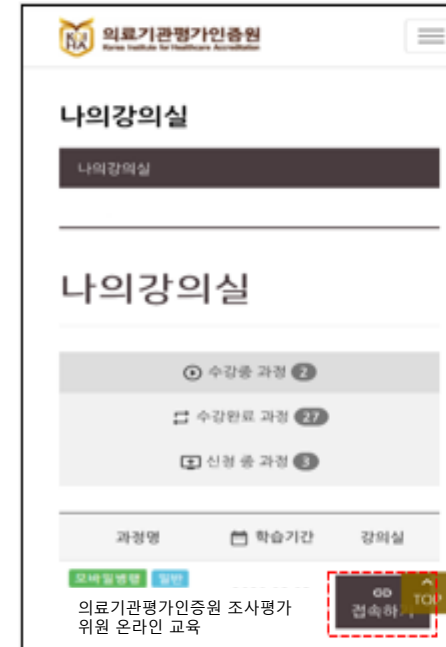 의료기관평가인증원
Korea Institute for Healthcare Accreditation
나의강의실
나의강의실
나의강의실
수강중 과정 2
수강완료 과정 27
신청 중 과정 3
과정명 학습기간 강의실
모바일병행 일반
의료기관평가인증원 조사평가
위원 온라인 교육
접속하
TOP